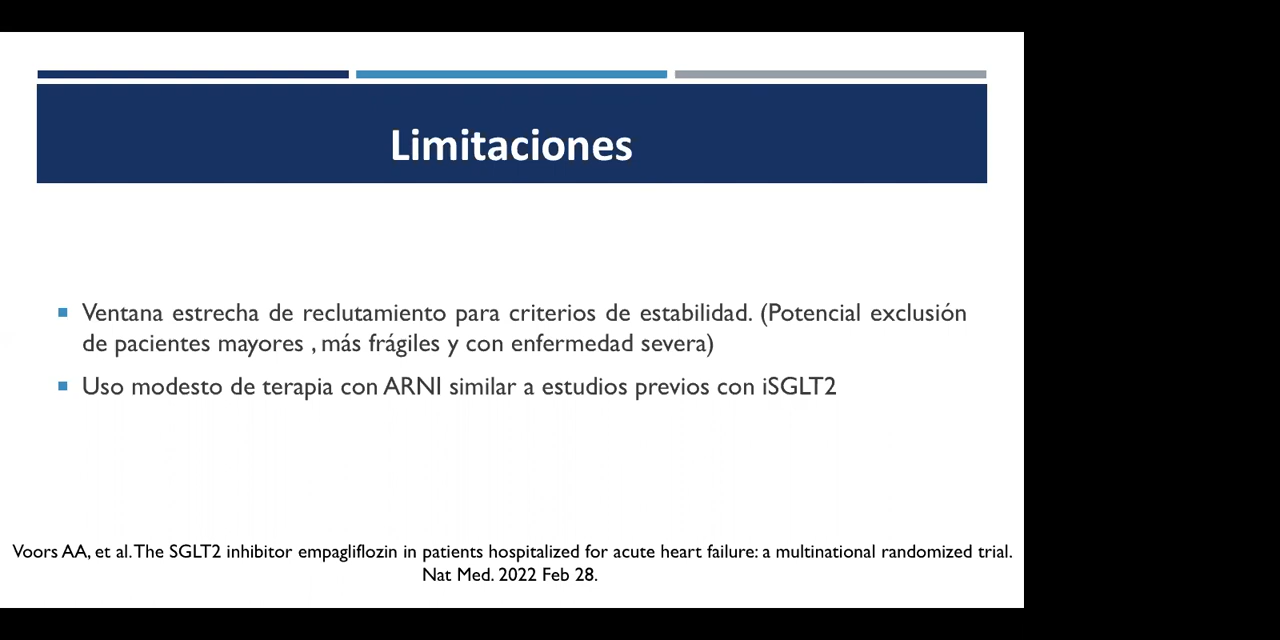 Limitaciones
Ventana estrecha de reclutamiento para criterios de estabilidad. (Potencial exclusión
de pacientes mayores , más frágiles y con enfermedad severa)
Uso modesto de terapia con ARNI similar a estudios previos con iSGLT2
Voors AA, et al. The SGLT2 inhibitor empagliflozin in patients hospitalized for acute heart failure: a multinational randomized trial.
Nat Med. 2022 Feb 28.